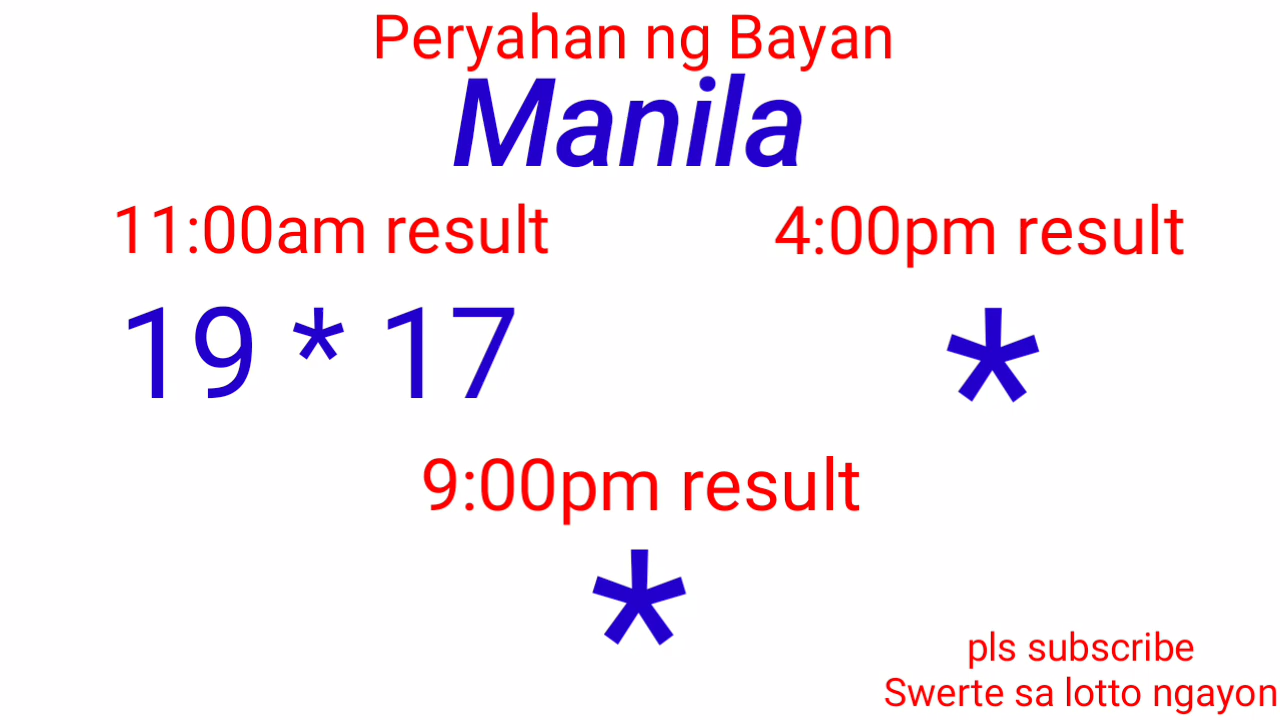 Peryahan ng Bayan
Manila
11:00am result
4:00pm result
19 * 17
*
9:00pm result
*
pls subscribe
Swerte sa lotto ngayon